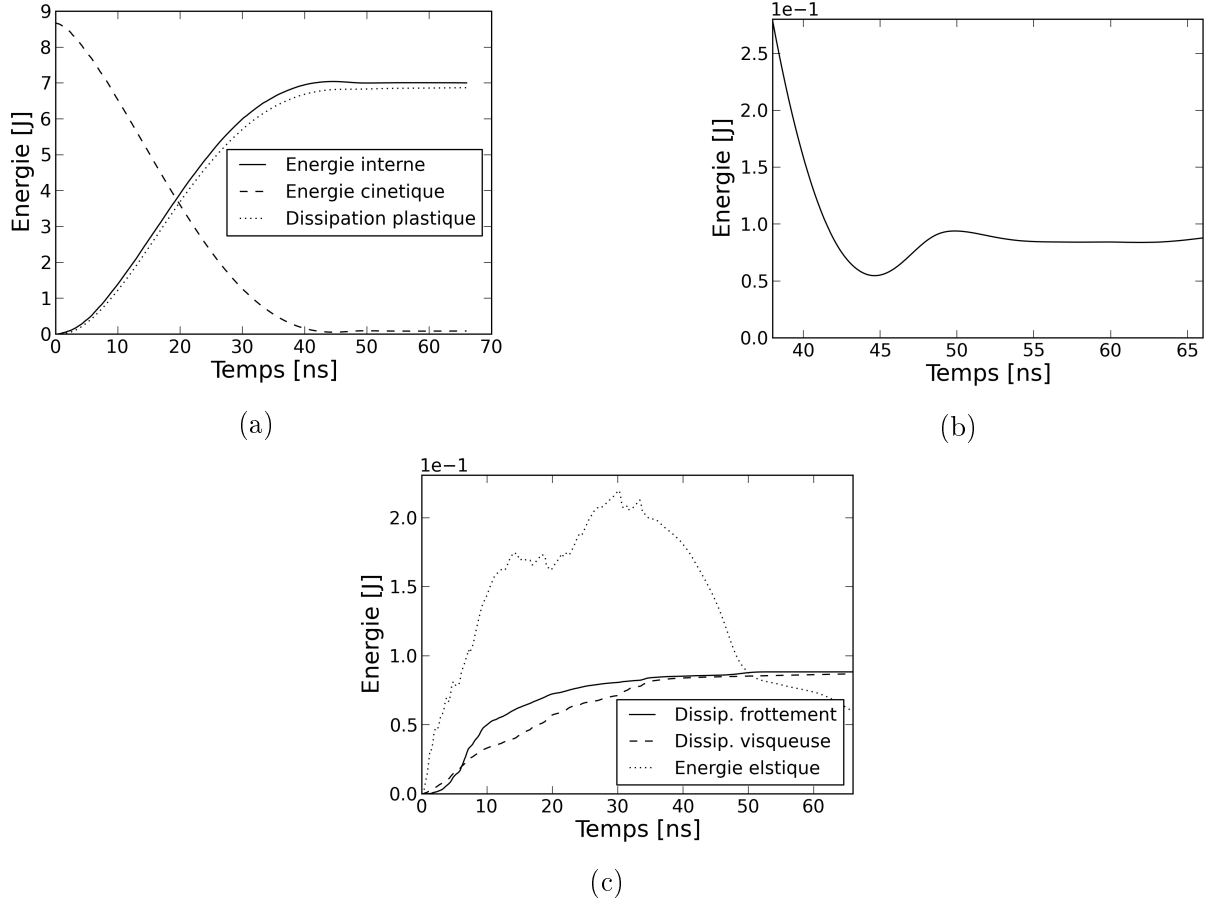 9
8
7
6
5
4
3
2
1
0
Energie [J]
Energie interne
Energie cinetique
Dissipation plastique
0 10 20 30 40 50 60 70
Temps [ns]
(a)
1e−1
2.5
2.0
1.5
1.0
0.5
0.0
Energie [J]
40 45 50 55 60 65
Temps [ns]
(b)
1e−1
2.0
1.5
1.0
0.5
0.0
Energie [J]
Dissip. frottement
Dissip. visqueuse
Energie elstique
0 10 20 30 40 50 60
Temps [ns]
(c)